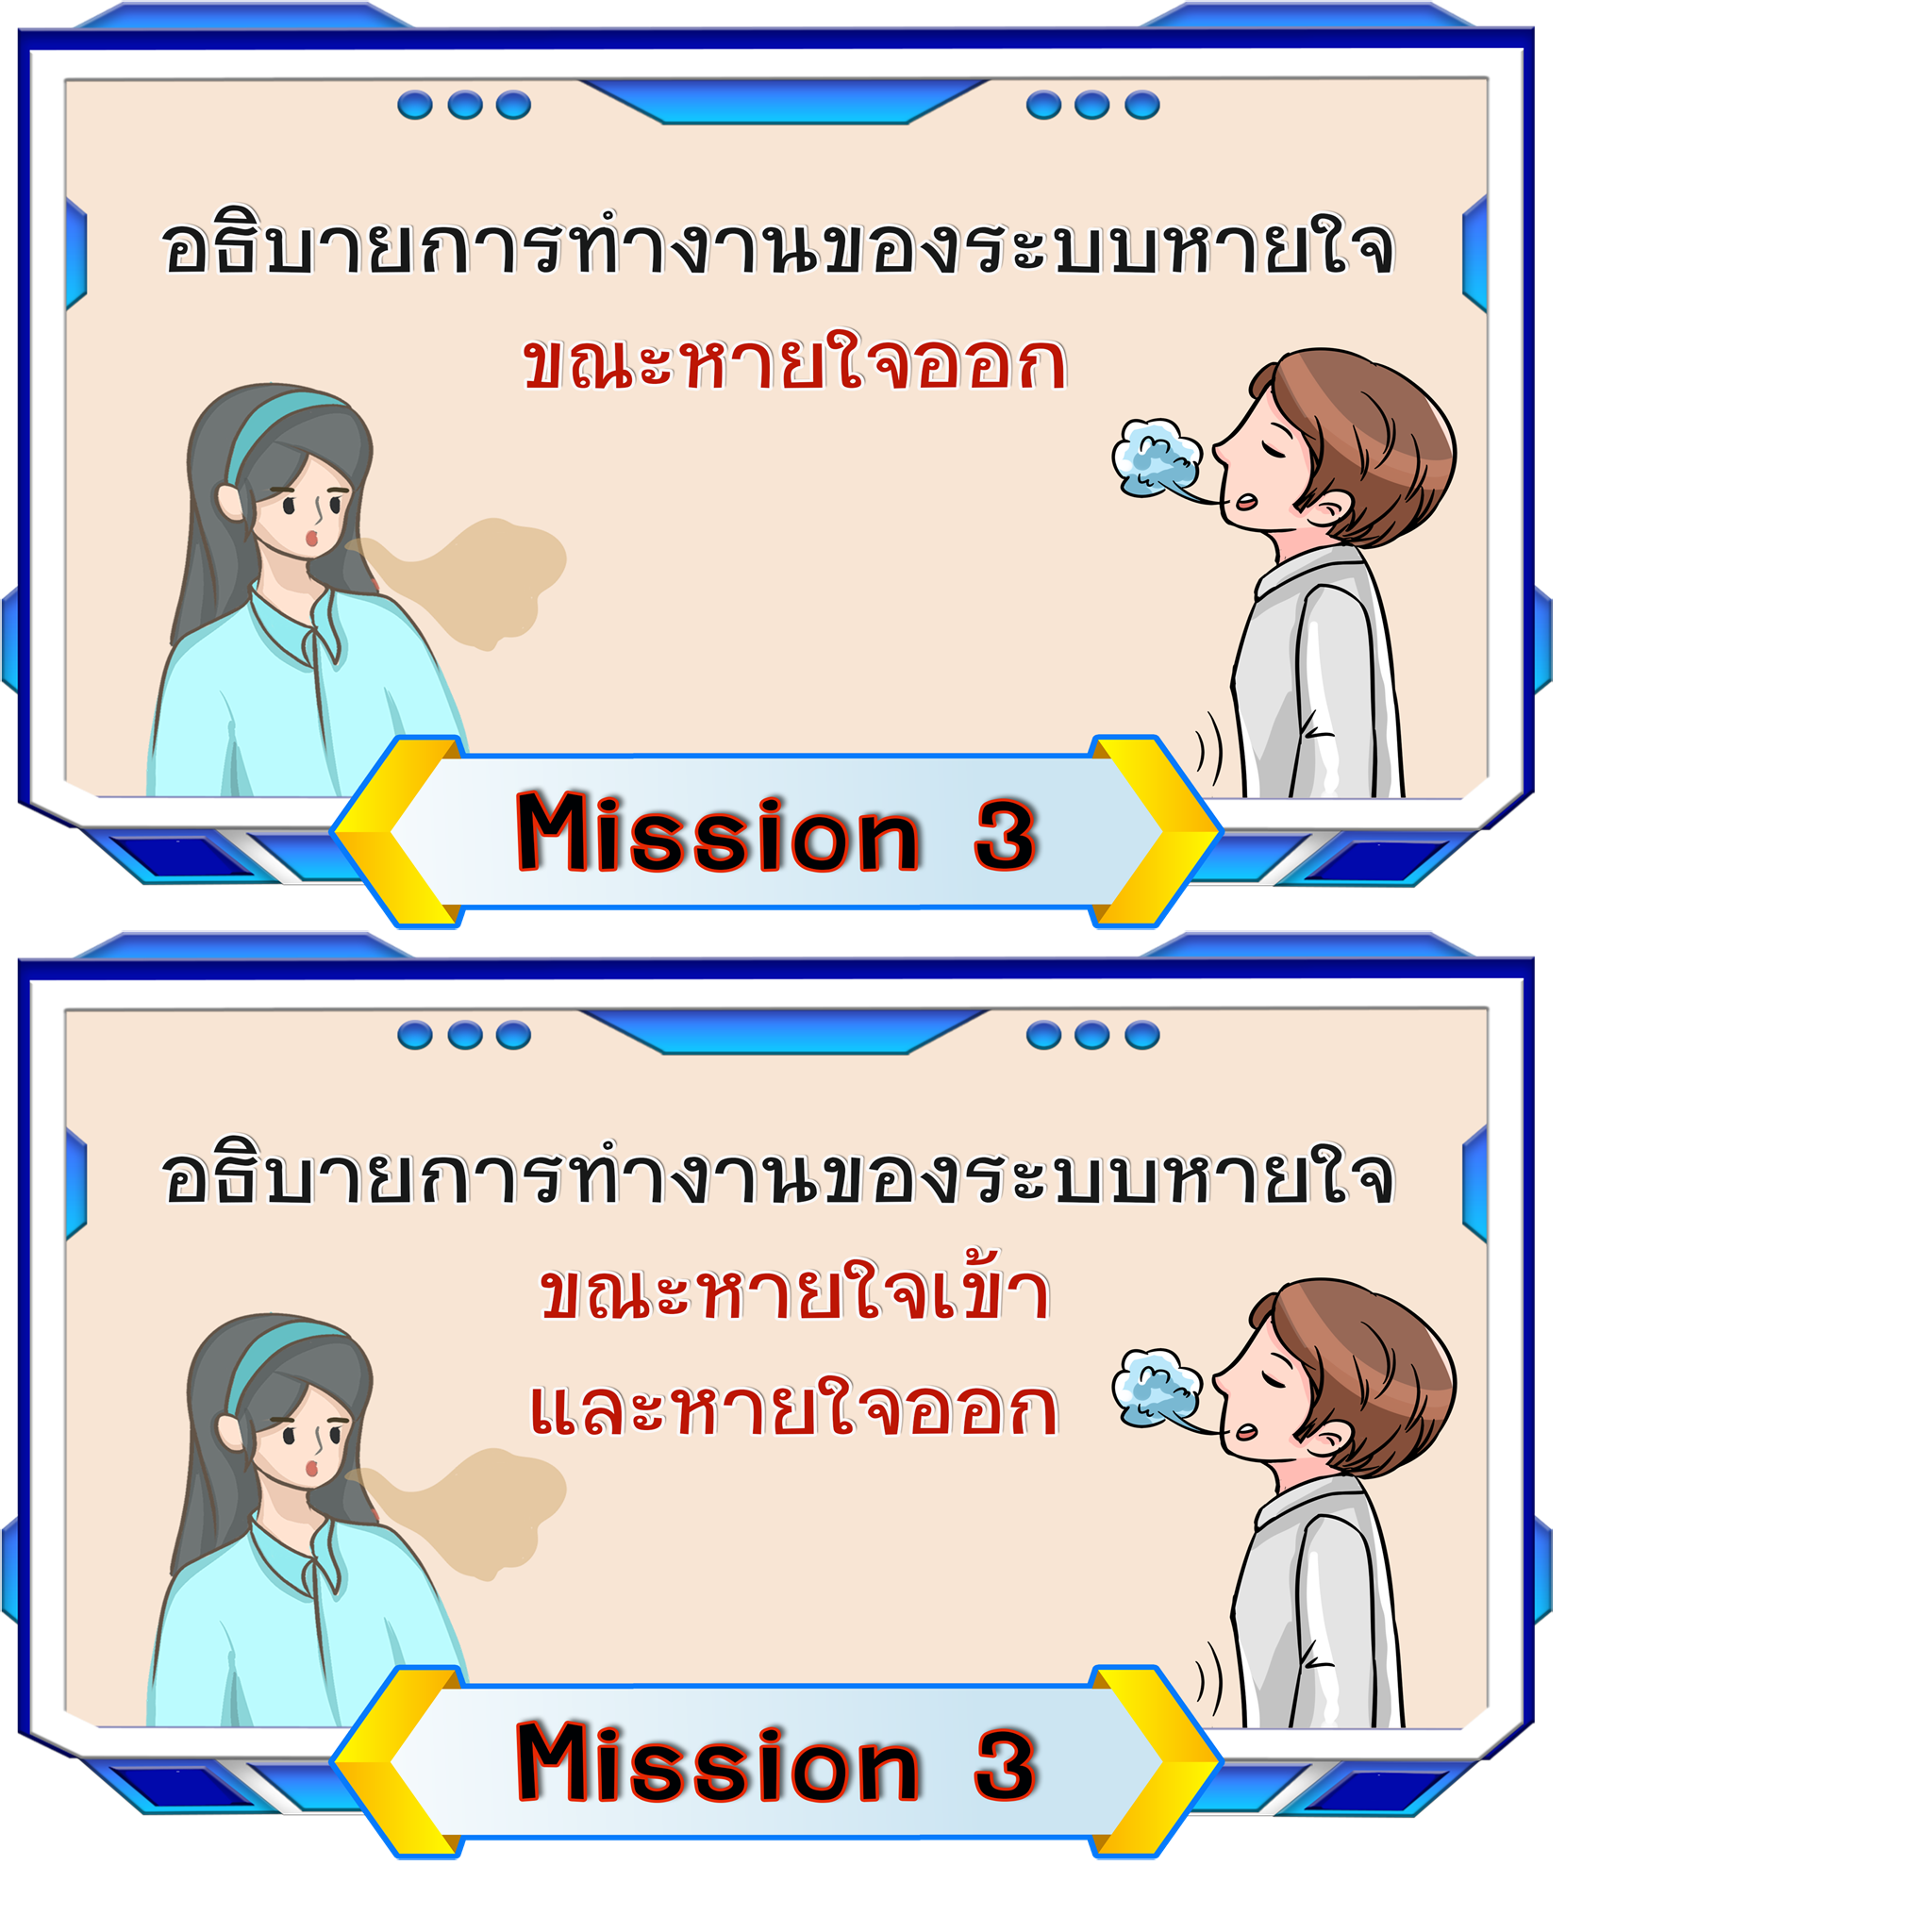 อธิบายการทำงานของระบบหายใจ
ขณะหายใจออก
Mission 3
อธิบายการทำงานของระบบหายใจ
ขณะหายใจเข้า
และหายใจออก
Mission 3